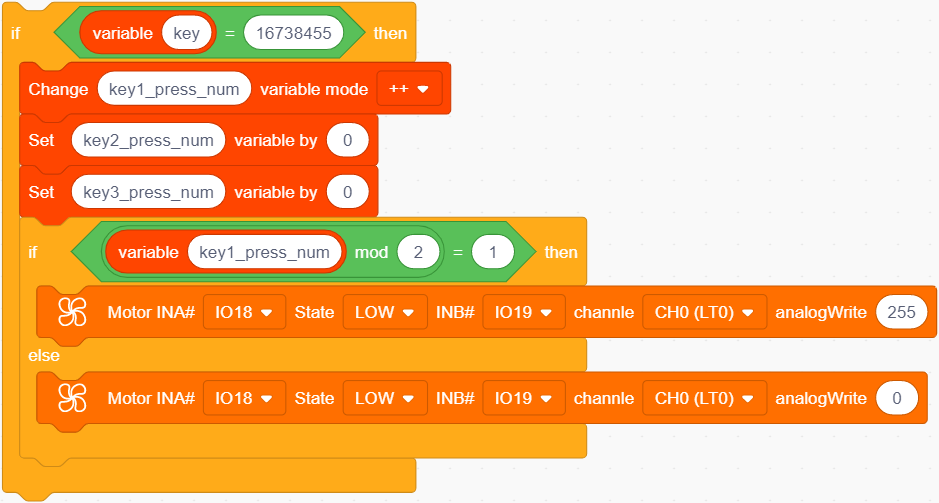 if variable key = 16738455 then
Change key1_press_num variable mode ++
Set key2_press_num variable by 0
Set key3_press_num variable by 0
if variable key1_press_num mod 2 = 1 then
Motor INA# IO18 State LOW INB# IO19 channle CH0 (LT0) analogWrite 255
else
Motor INA# IO18 State LOW INB# IO19 channle CH0 (LT0) analogWrite 0